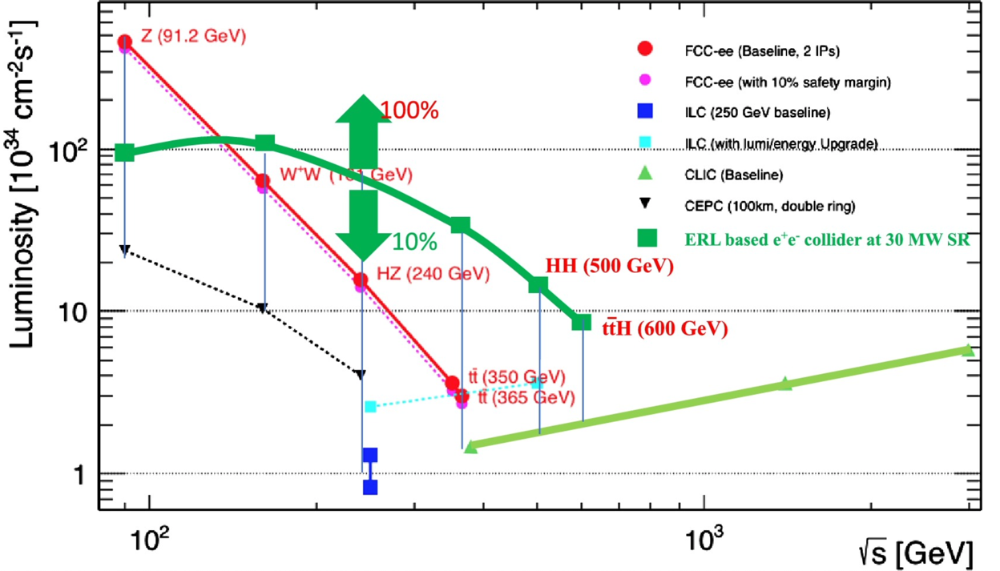 Luminosity [10³⁴ cm⁻²s⁻¹]
10²
10
1
10²
10³
√s [GeV]
Z (91.2 GeV)
100%
W⁺W GeV)
10%
HZ (240 GeV)
HH (500 GeV)
tt̄H (600 GeV)
tt̄ (350 GeV)
tt̄ (365 GeV)
FCC-ee (Baseline, 2 IPs)
FCC-ee (with 10% safety margin)
ILC (250 GeV baseline)
ILC (with lumi/energy Upgrade)
CLIC (Baseline)
CEPC (100km, double ring)
ERL based e⁺e⁻ collider at 30 MW SR